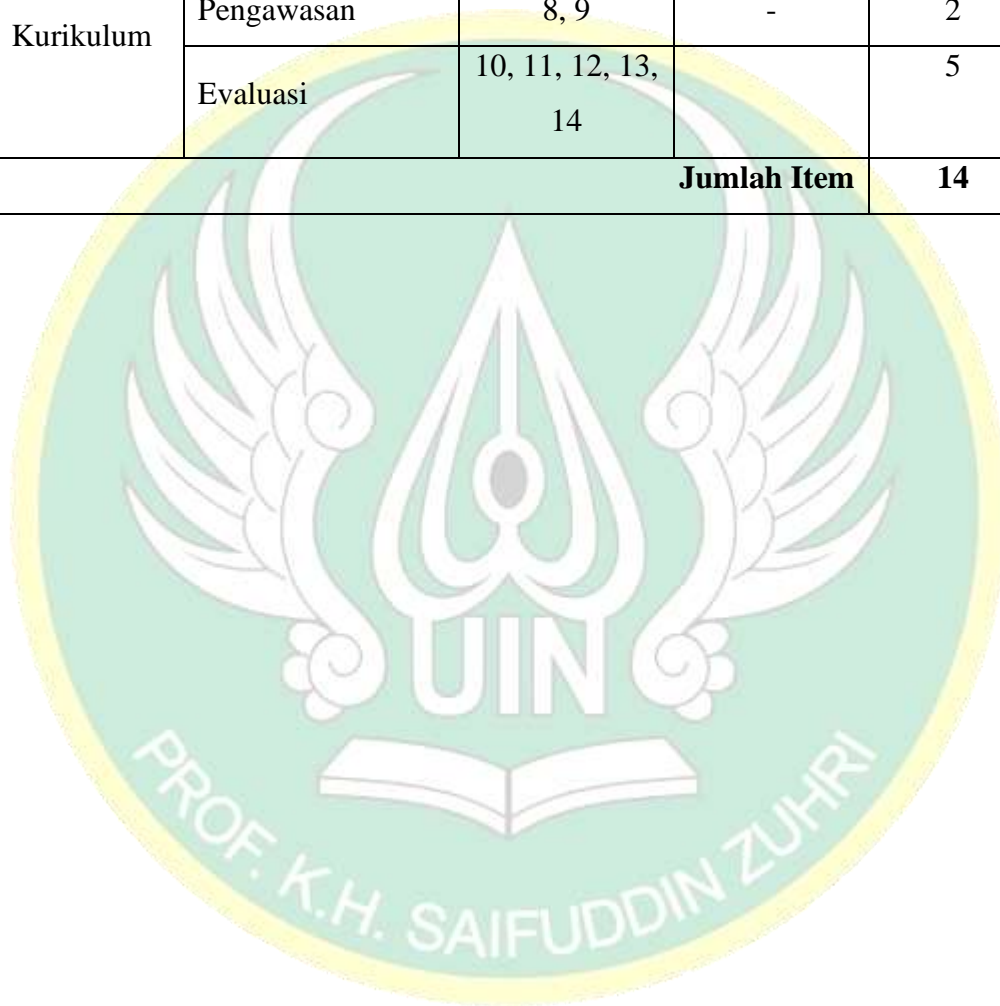 Pengawasan 8, 9 - 2
Kurikulum
Evaluasi 10, 11, 12, 13, 5
14
Jumlah Item 14
UIN
PROF. K.H. SAIFUDDIN ZUHRI